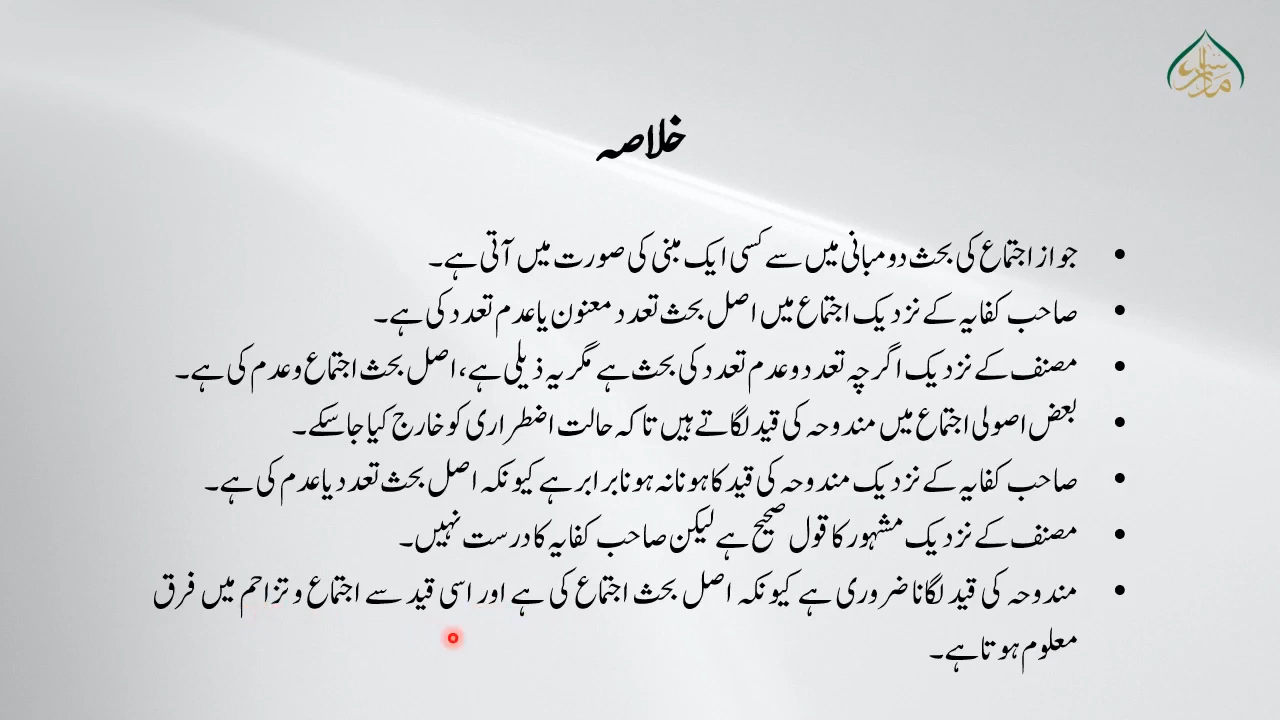 خلاصہ
• جواز اجتماع کی بحث دو مبانی میں سے کسی ایک مبنی کی صورت میں آتی ہے۔
• صاحب کفایہ کے نزدیک اجتماع میں اصل بحث تعدد معنون یا عدم تعدد کی ہے۔
• مصنف کے نزدیک اگرچہ تعدد وعدم تعدد کی بحث ہے مگر یہ ذیلی ہے، اصل بحث اجتماع وعدم کی ہے۔
• بعض اصولی اجتماع میں مندوحہ کی قید لگاتے ہیں تاکہ حالت اضطراری کو خارج کیا جا سکے۔
• صاحب کفایہ کے نزدیک مندوحہ کی قید کا ہونا نہ ہونا برابر ہے کیونکہ اصل بحث تعدد یا عدم کی ہے۔
• مصنف کے نزدیک مشہور کا قول صحیح ہے لیکن صاحب کفایہ کا درست نہیں۔
• مندوحہ کی قید لگانا ضروری ہے کیونکہ اصل بحث اجتماع کی ہے اور اسی قید سے اجتماع و تزاحم میں فرق
معلوم ہوتا ہے۔